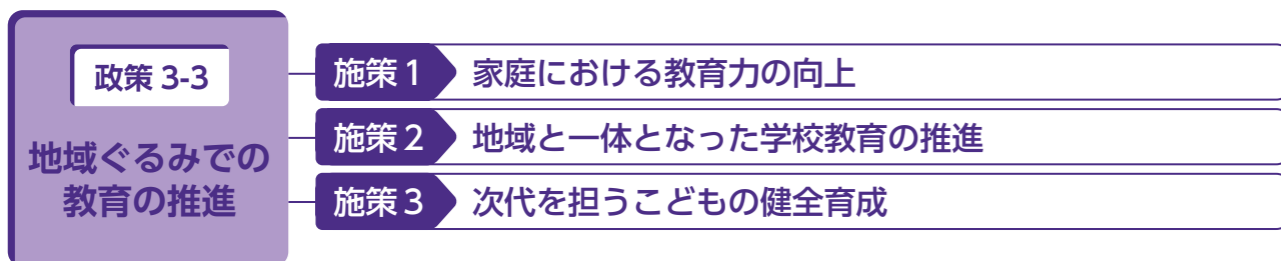 政策 3-3
地域ぐるみでの
教育の推進
施策 1 家庭における教育力の向上
施策 2 地域と一体となった学校教育の推進
施策 3 次代を担うこどもの健全育成